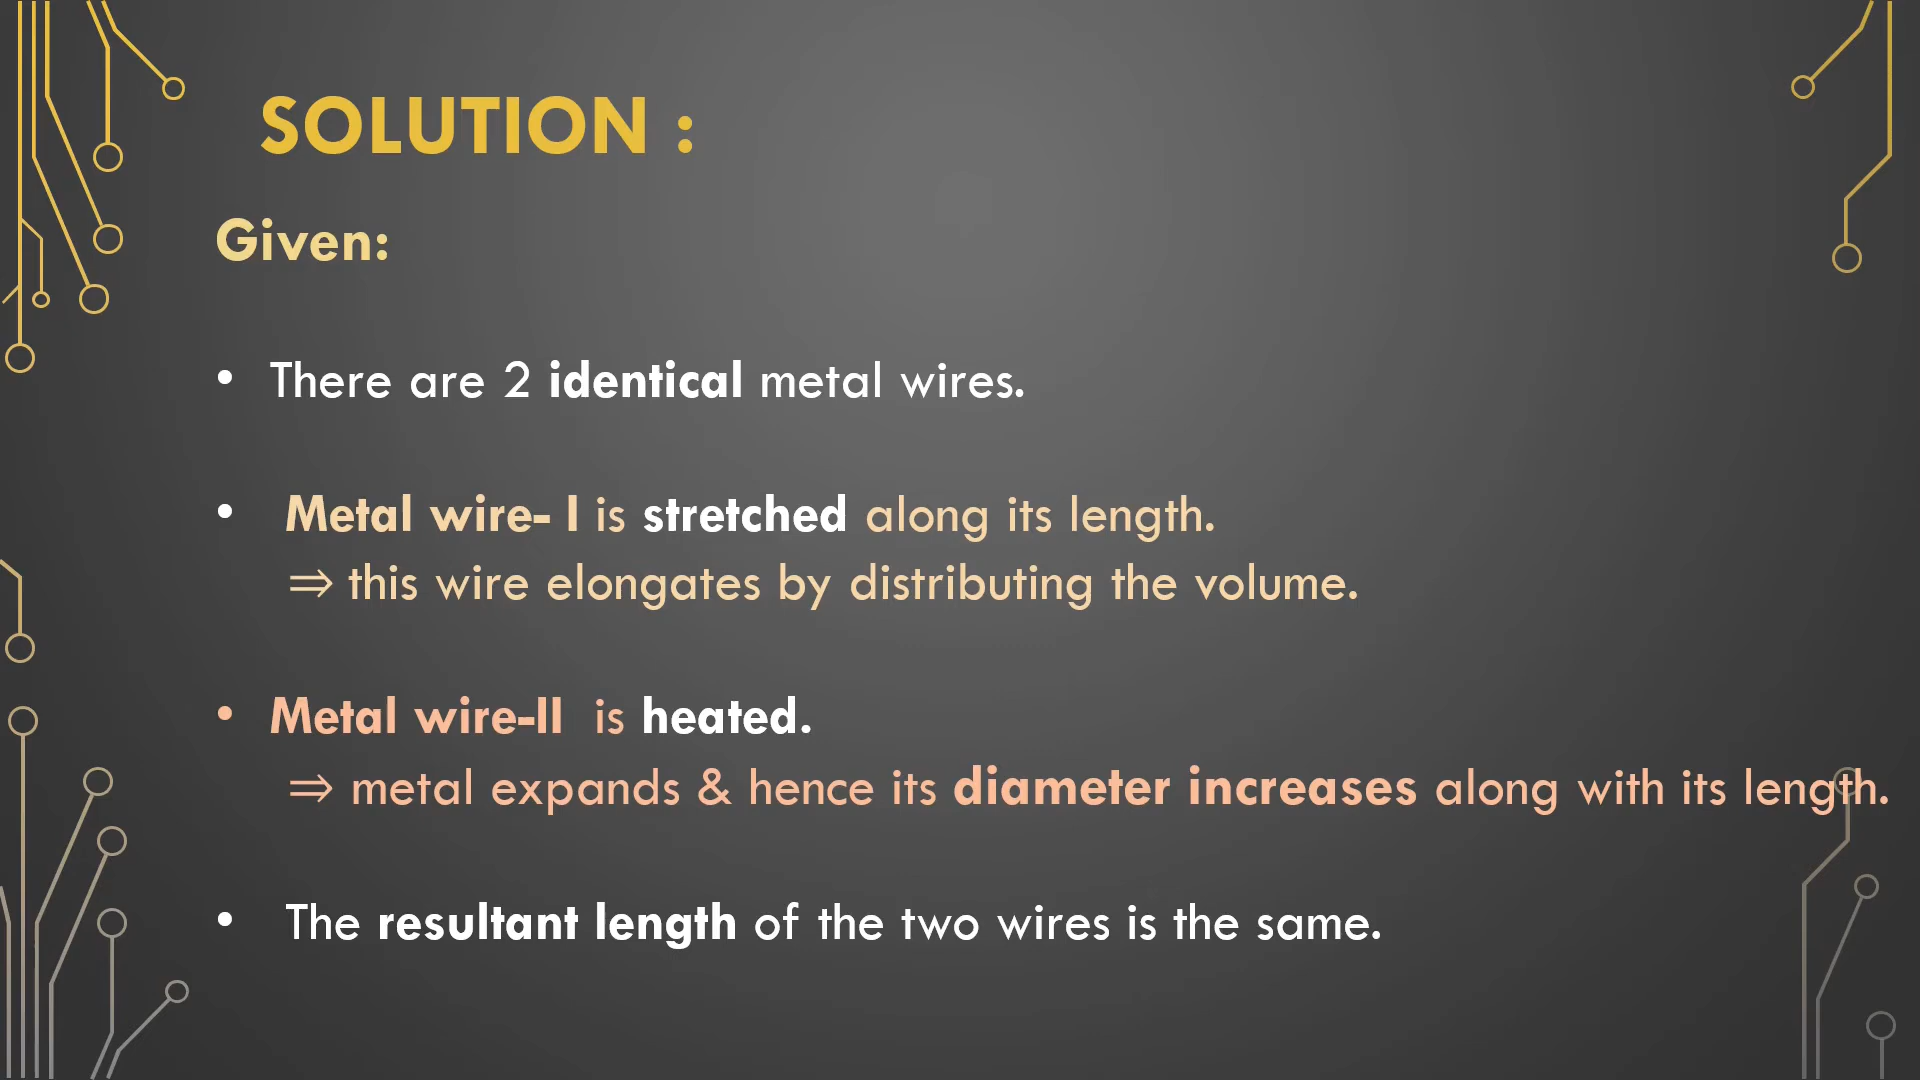 SOLUTION :
Given:
• There are 2 identical metal wires.
• Metal wire- I is stretched along its length.
⇒ this wire elongates by distributing the volume.
• Metal wire-II is heated.
⇒ metal expands & hence its diameter increases along with its length.
• The resultant length of the two wires is the same.